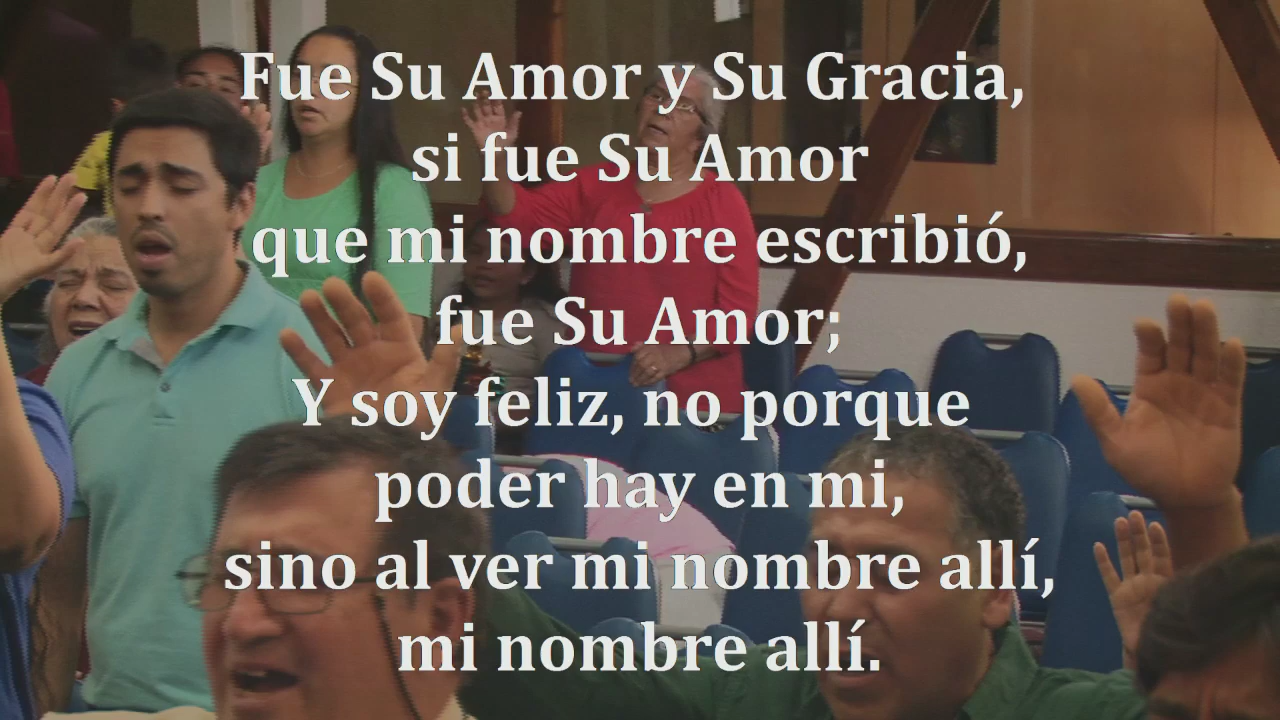 Fue Su Amor y Su Gracia,
si fue Su Amor
que mi nombre escribió,
fue Su Amor;
Y soy feliz, no porque
poder hay en mi,
sino al ver mi nombre allí,
mi nombre allí.